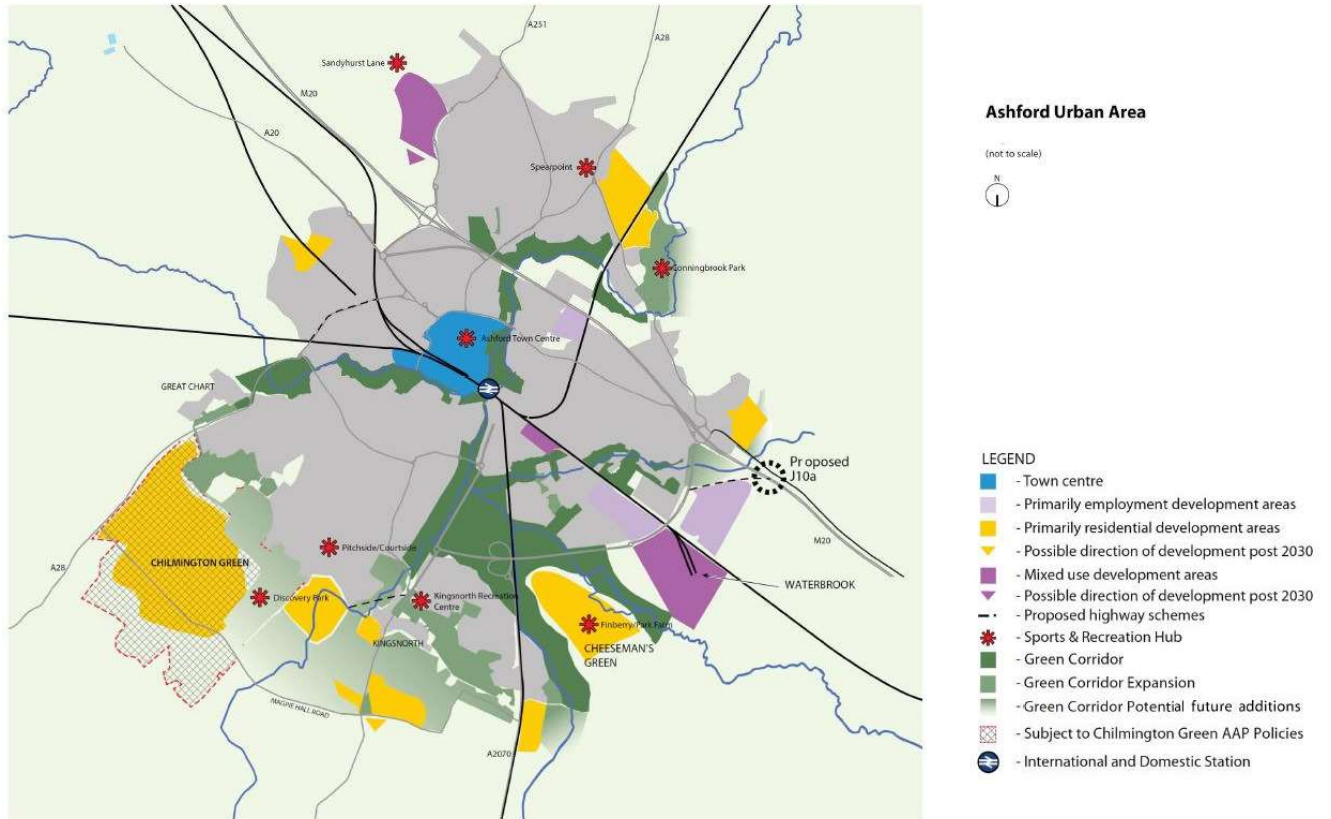 A251
A28
Sandyhurst Lane
M20
A20
Spearpoint
Conningbrook Park
Ashford Town Centre
GREAT CHART
Proposed
J10a
M20
Pitchside/Courtside
CHILMINGTON GREEN
A28
WATERBROOK
Discovery Park
Kingsnorth Recreation
Centre
Finberry/Park Farm
KINGSNORTH
CHEESEMAN'S
GREEN
A2070
Ashford Urban Area
(not to scale)
N
LEGEND
- Town centre
- Primarily employment development areas
- Primarily residential development areas
- Possible direction of development post 2030
- Mixed use development areas
- Possible direction of development post 2030
- Proposed highway schemes
- Sports & Recreation Hub
- Green Corridor
- Green Corridor Expansion
- Green Corridor Potential future additions
- Subject to Chilmington Green AAP Policies
- International and Domestic Station